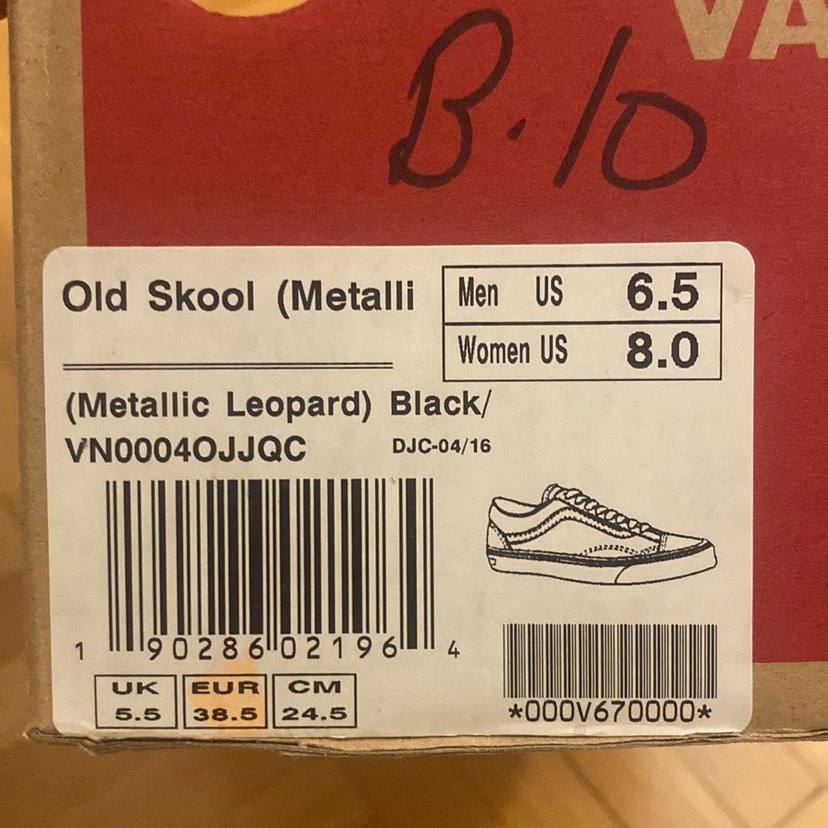 VA
B.10
Old Skool (Metalli
Men US 6.5
Women US 8.0
(Metallic Leopard) Black/
VN0004OJJQC DJC-04/16
1 90286 02196 4
*000V670000*
UK EUR CM
5.5 38.5 24.5